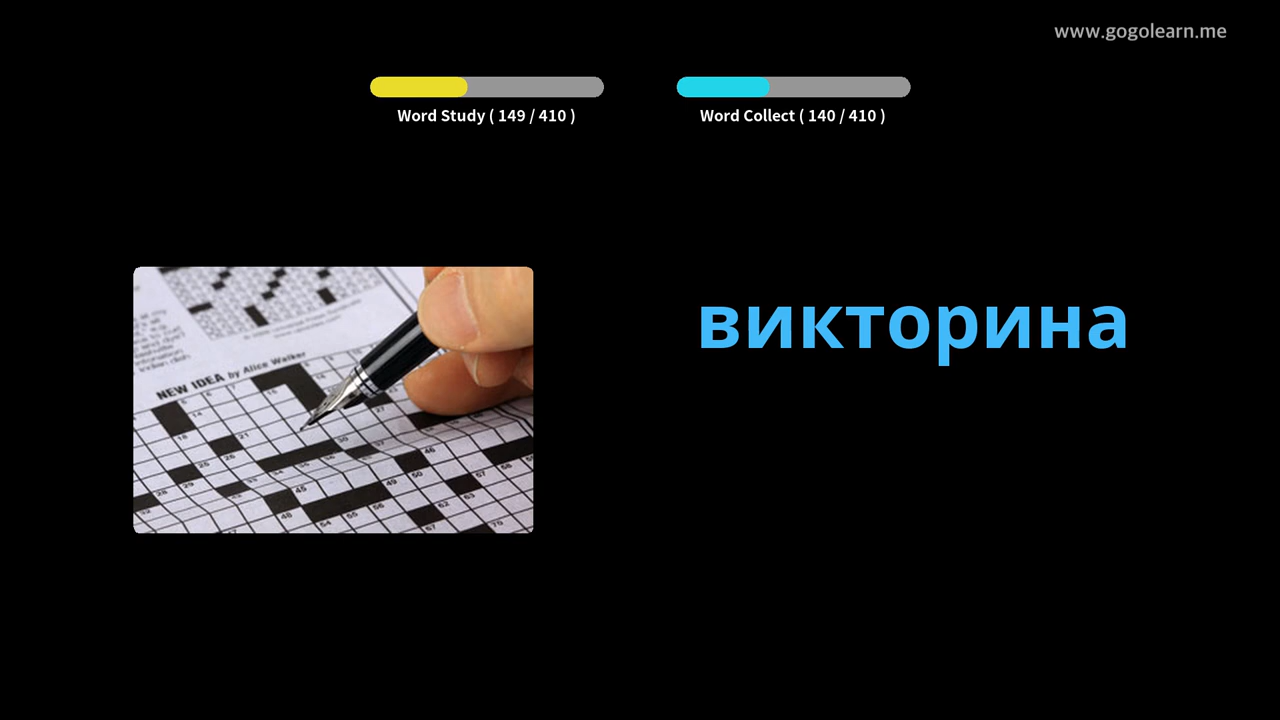 www.gogolearn.me
Word Study ( 149 / 410 )
Word Collect ( 140 / 410 )
NEW IDEA by Alice Walker
викторина